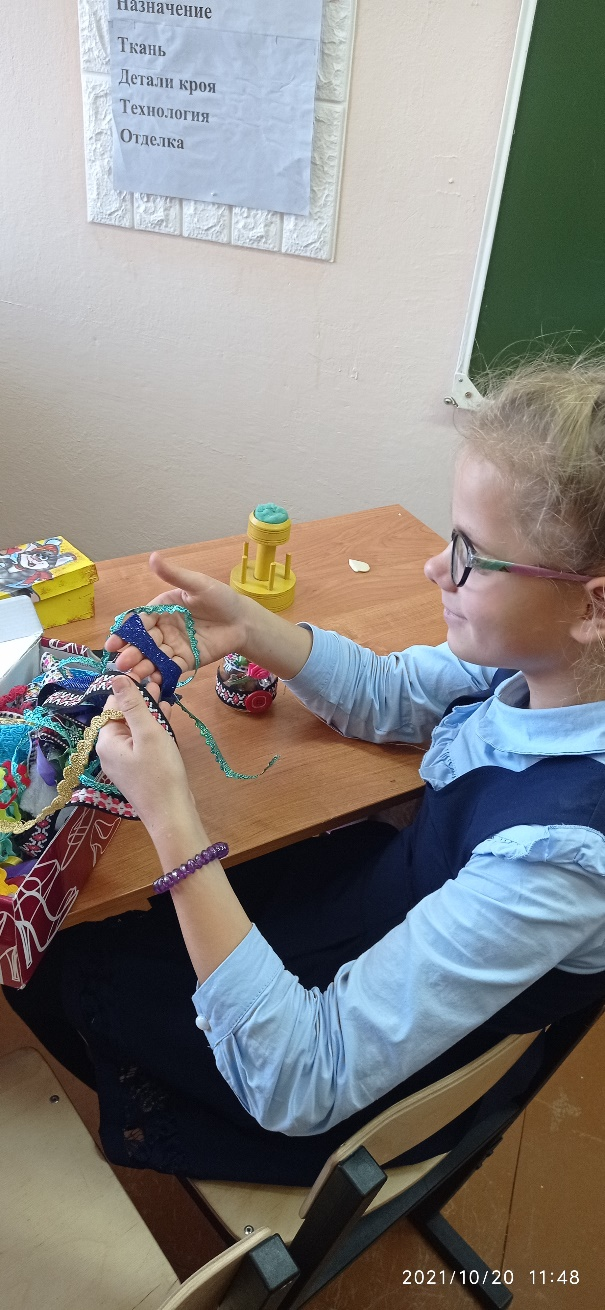 Назначение
Ткань
Детали кроя
Технология
Отделка
2021/10/20 11:48